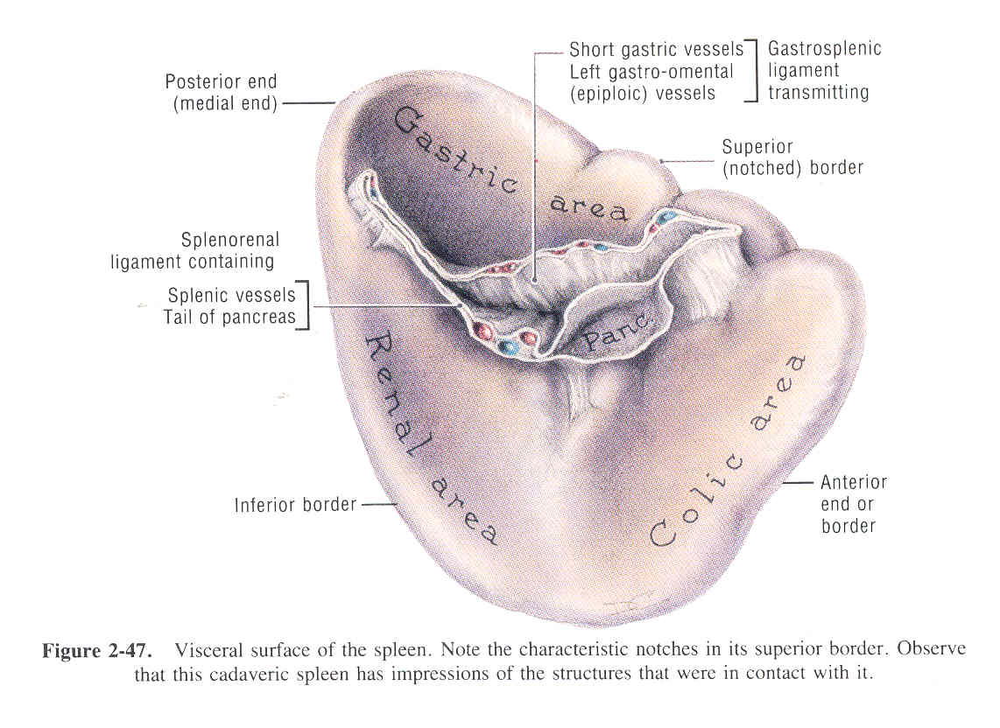 Short gastric vessels
Left gastro-omental
(epiploic) vessels
Gastrosplenic
ligament
transmitting
Posterior end
(medial end)
Superior
(notched) border
Gastric area
Splenorenal
ligament containing
Splenic vessels
Tail of pancreas
Panc.
Renal area
Colic area
Inferior border
Anterior
end or
border
Figure 2-47. Visceral surface of the spleen. Note the characteristic notches in its superior border. Observe
that this cadaveric spleen has impressions of the structures that were in contact with it.